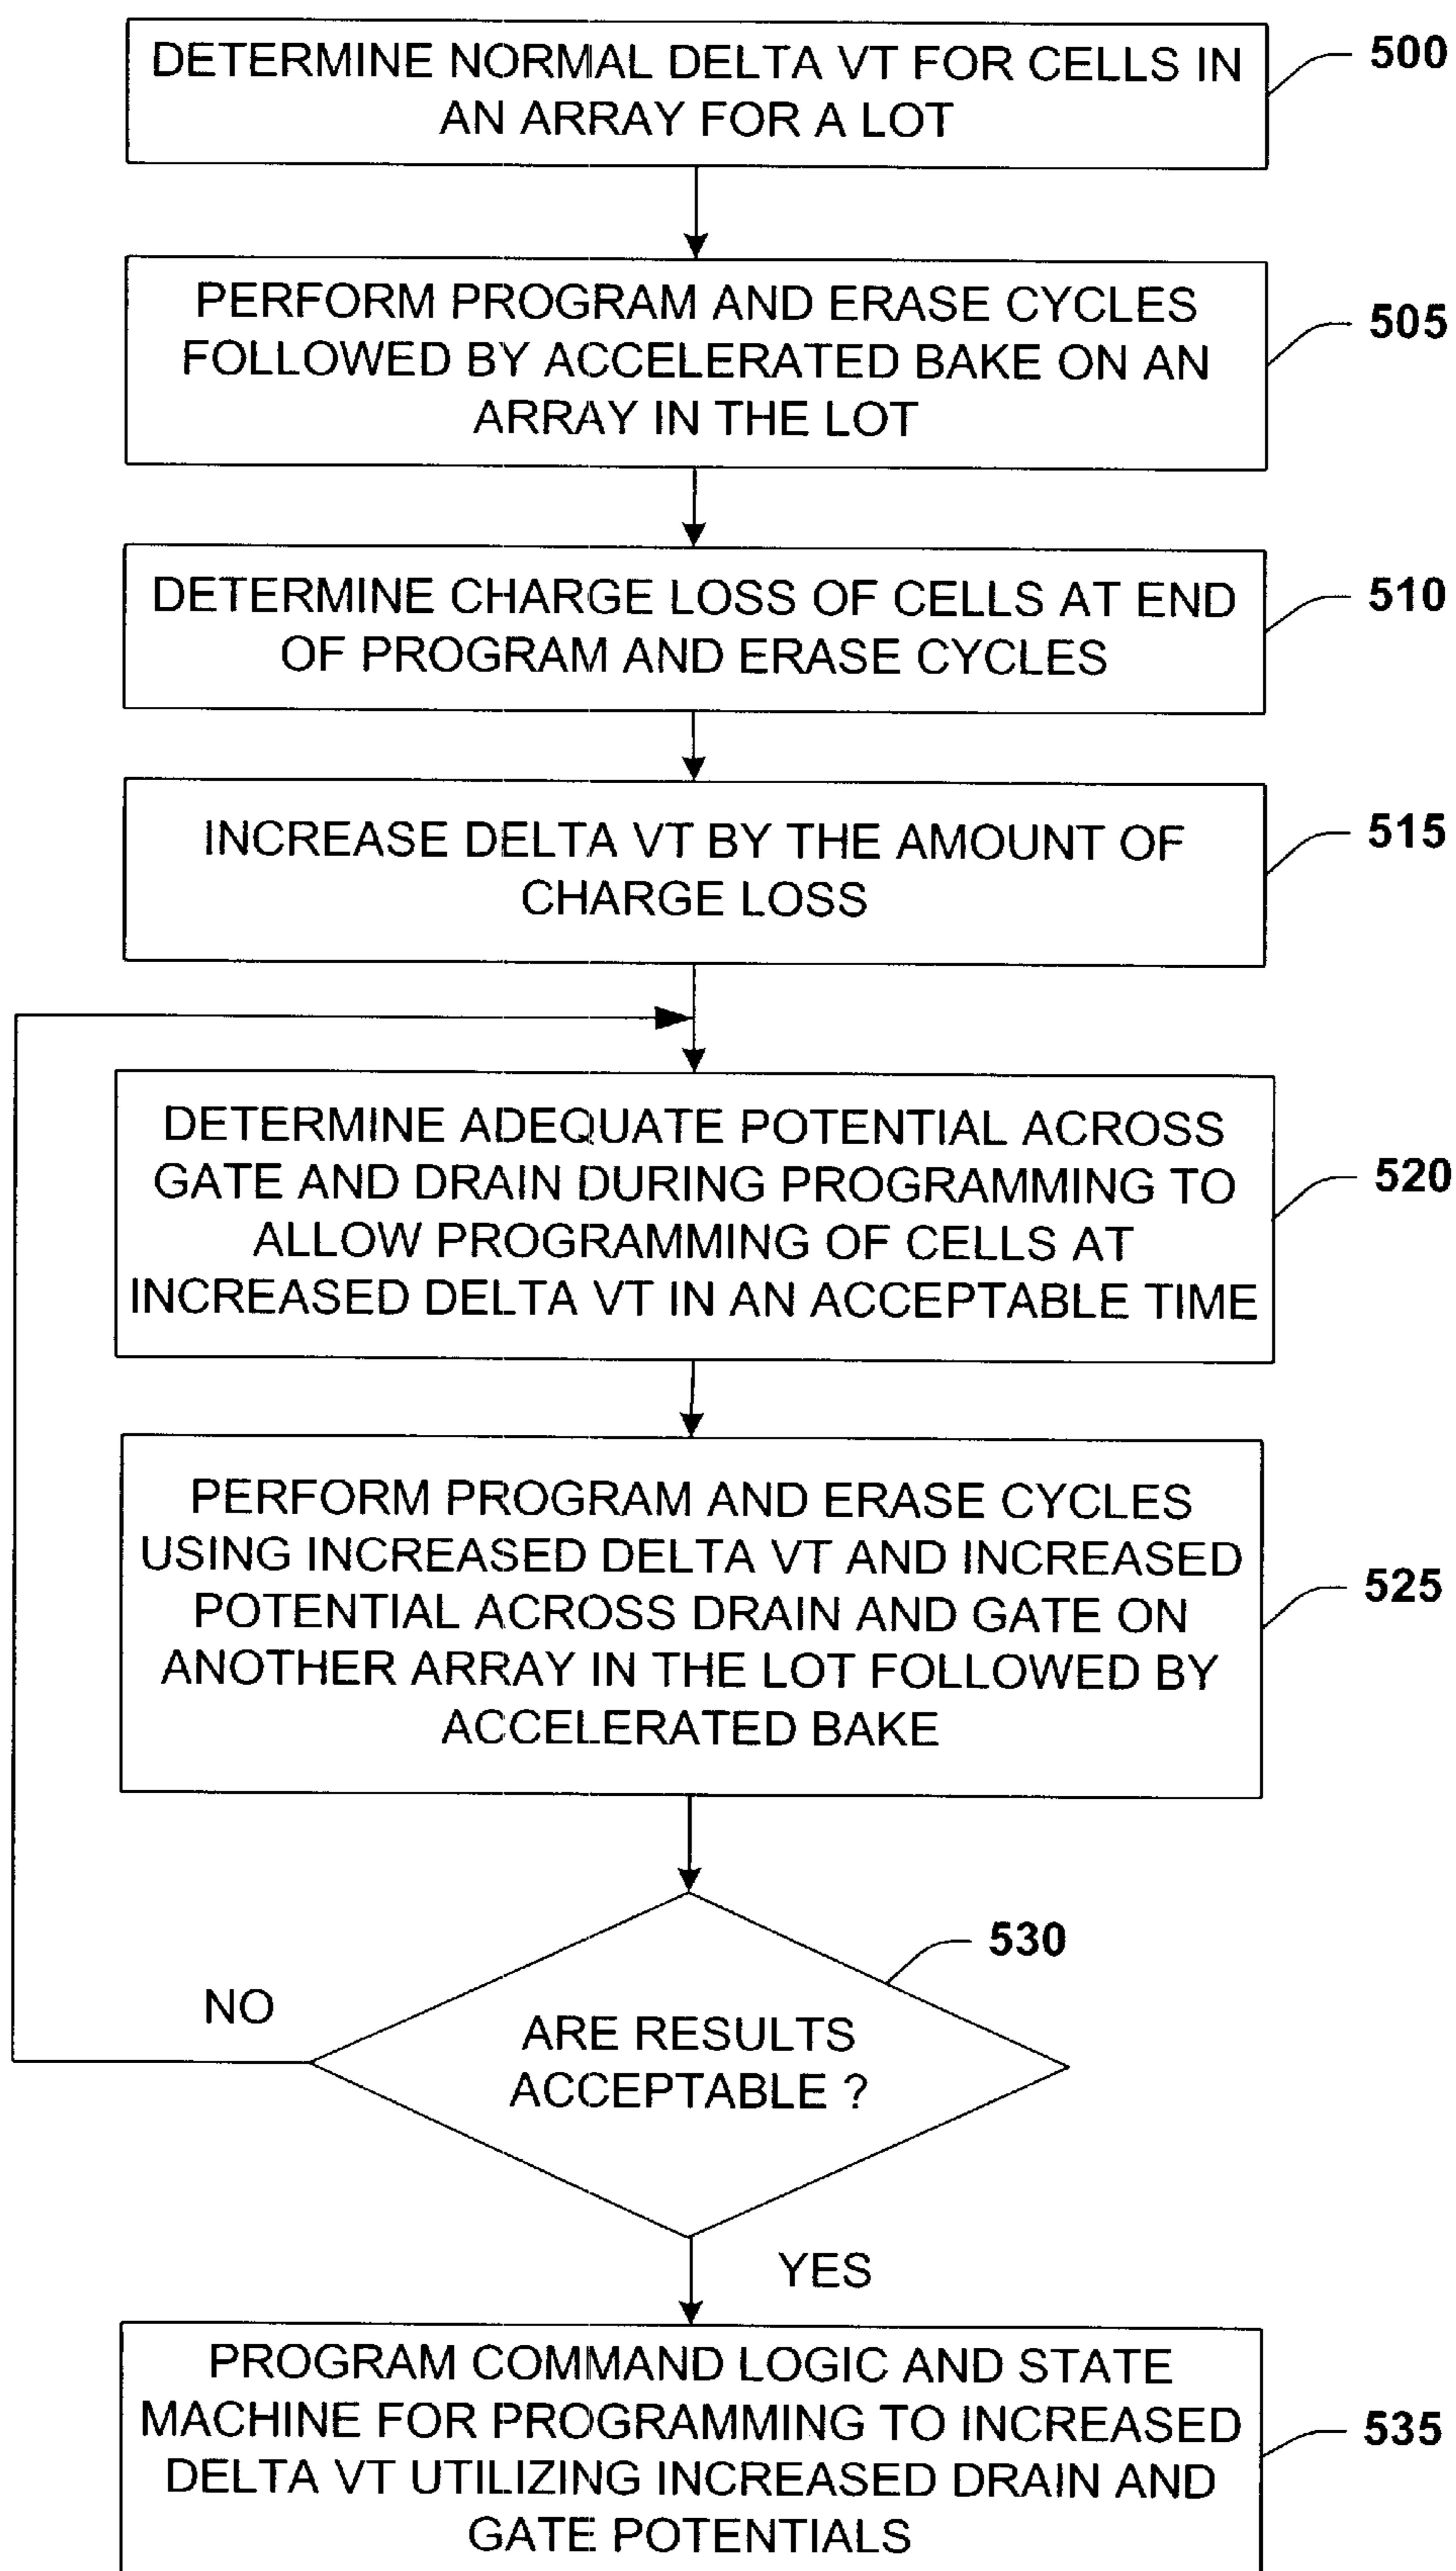 DETERMINE NORMAL DELTA VT FOR CELLS IN
AN ARRAY FOR A LOT
500
PERFORM PROGRAM AND ERASE CYCLES
FOLLOWED BY ACCELERATED BAKE ON AN
ARRAY IN THE LOT
505
DETERMINE CHARGE LOSS OF CELLS AT END
OF PROGRAM AND ERASE CYCLES
510
INCREASE DELTA VT BY THE AMOUNT OF
CHARGE LOSS
515
DETERMINE ADEQUATE POTENTIAL ACROSS
GATE AND DRAIN DURING PROGRAMMING TO
ALLOW PROGRAMMING OF CELLS AT
INCREASED DELTA VT IN AN ACCEPTABLE TIME
520
PERFORM PROGRAM AND ERASE CYCLES
USING INCREASED DELTA VT AND INCREASED
POTENTIAL ACROSS DRAIN AND GATE ON
ANOTHER ARRAY IN THE LOT FOLLOWED BY
ACCELERATED BAKE
525
530
NO
ARE RESULTS
ACCEPTABLE ?
YES
PROGRAM COMMAND LOGIC AND STATE
MACHINE FOR PROGRAMMING TO INCREASED
DELTA VT UTILIZING INCREASED DRAIN AND
GATE POTENTIALS
535